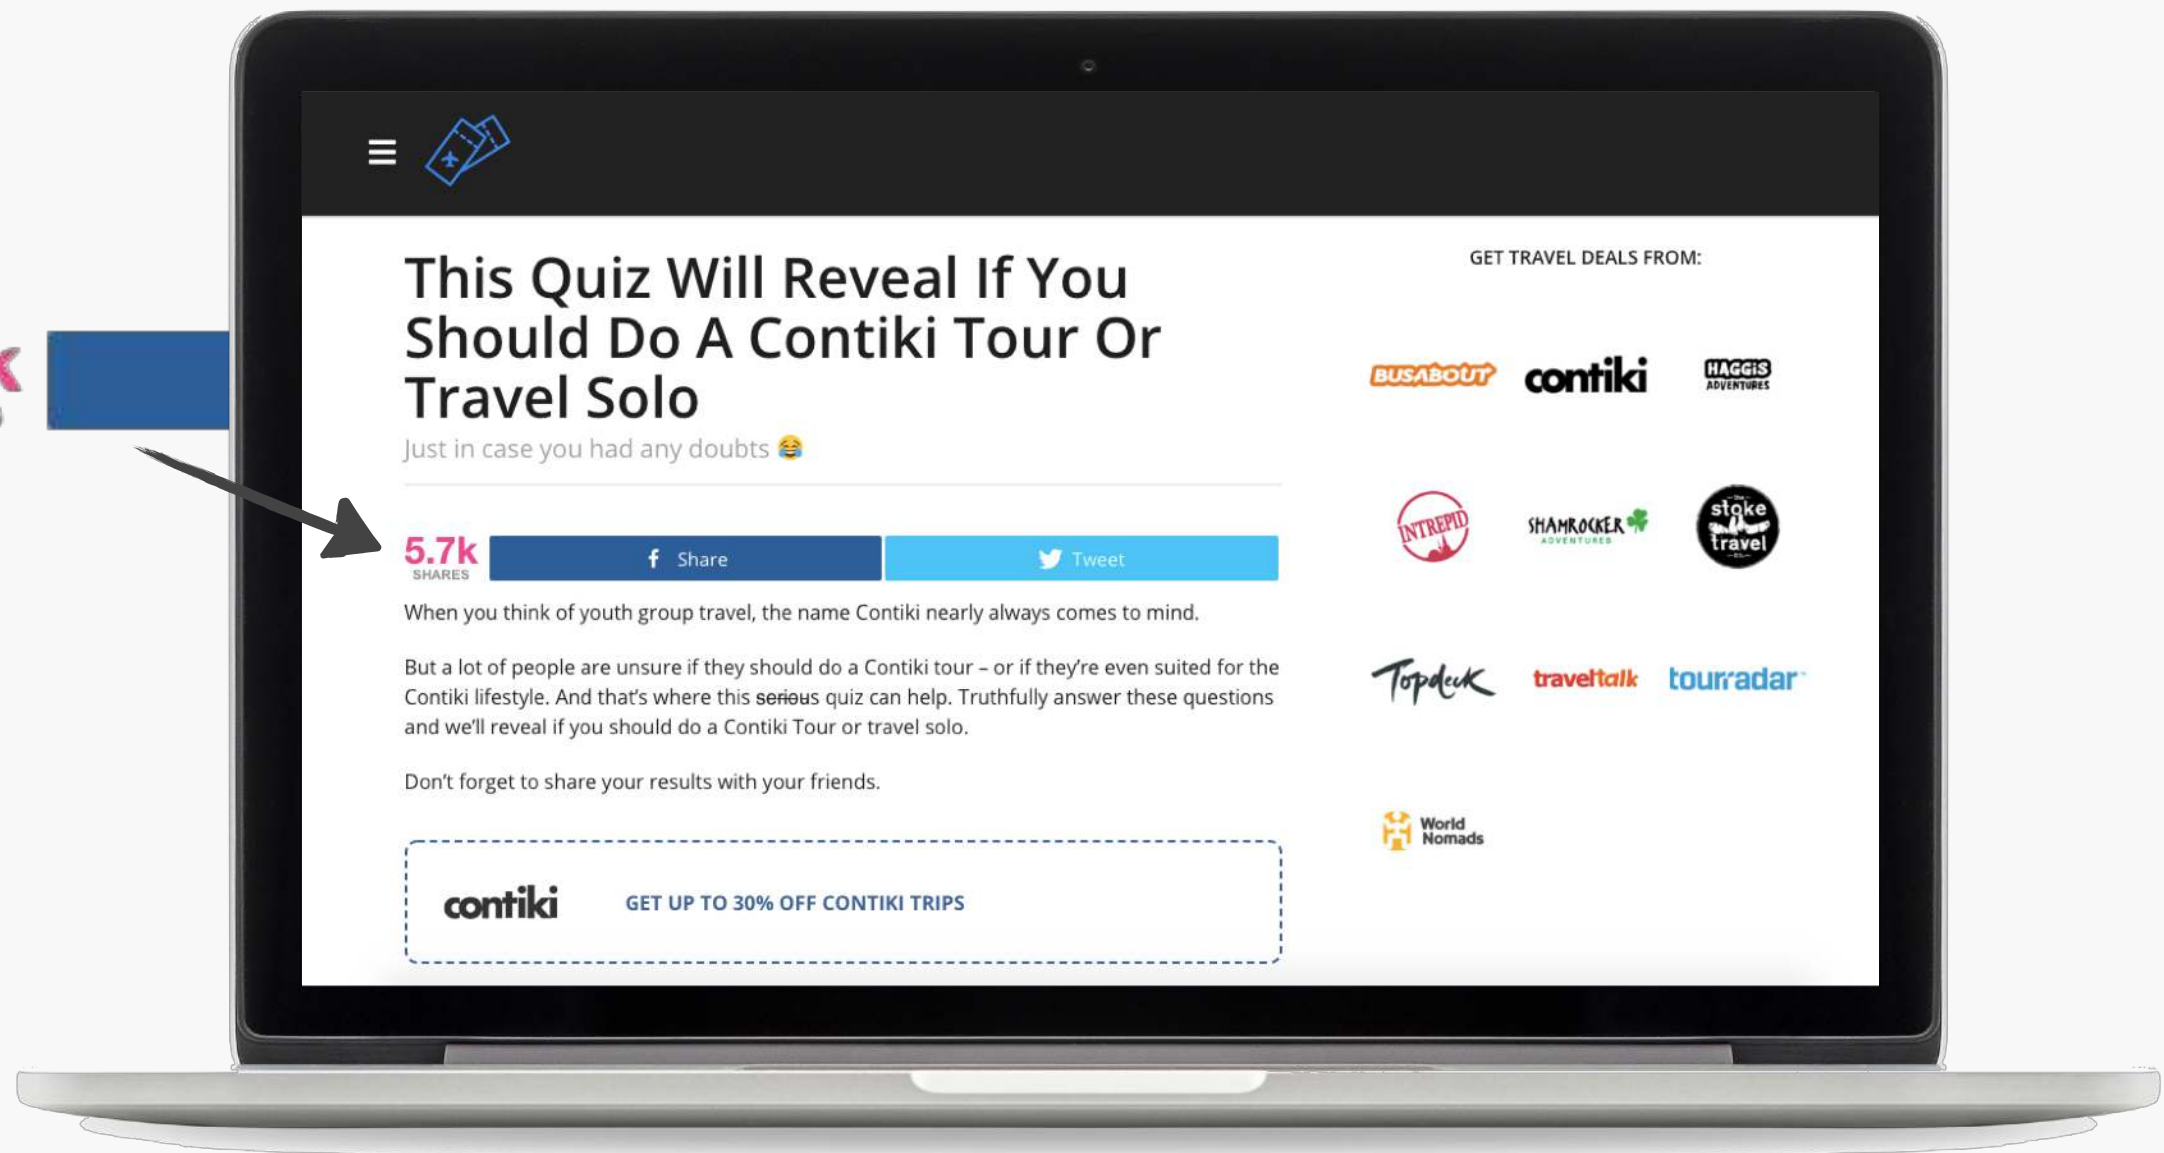 This Quiz Will Reveal If You
Should Do A Contiki Tour Or
Travel Solo
Just in case you had any doubts 😂
5.7k
SHARES
f Share
Tweet
When you think of youth group travel, the name Contiki nearly always comes to mind.
But a lot of people are unsure if they should do a Contiki tour – or if they're even suited for the
Contiki lifestyle. And that's where this serious quiz can help. Truthfully answer these questions
and we'll reveal if you should do a Contiki Tour or travel solo.
Don't forget to share your results with your friends.
contiki
GET UP TO 30% OFF CONTIKI TRIPS
GET TRAVEL DEALS FROM:
BUSABOUT
contiki
HAGGiS
ADVENTURES
INTREPID
SHAMROCKER
ADVENTURES
the
stoke
travel
Topdeck
traveltalk
tourradar
World
Nomads